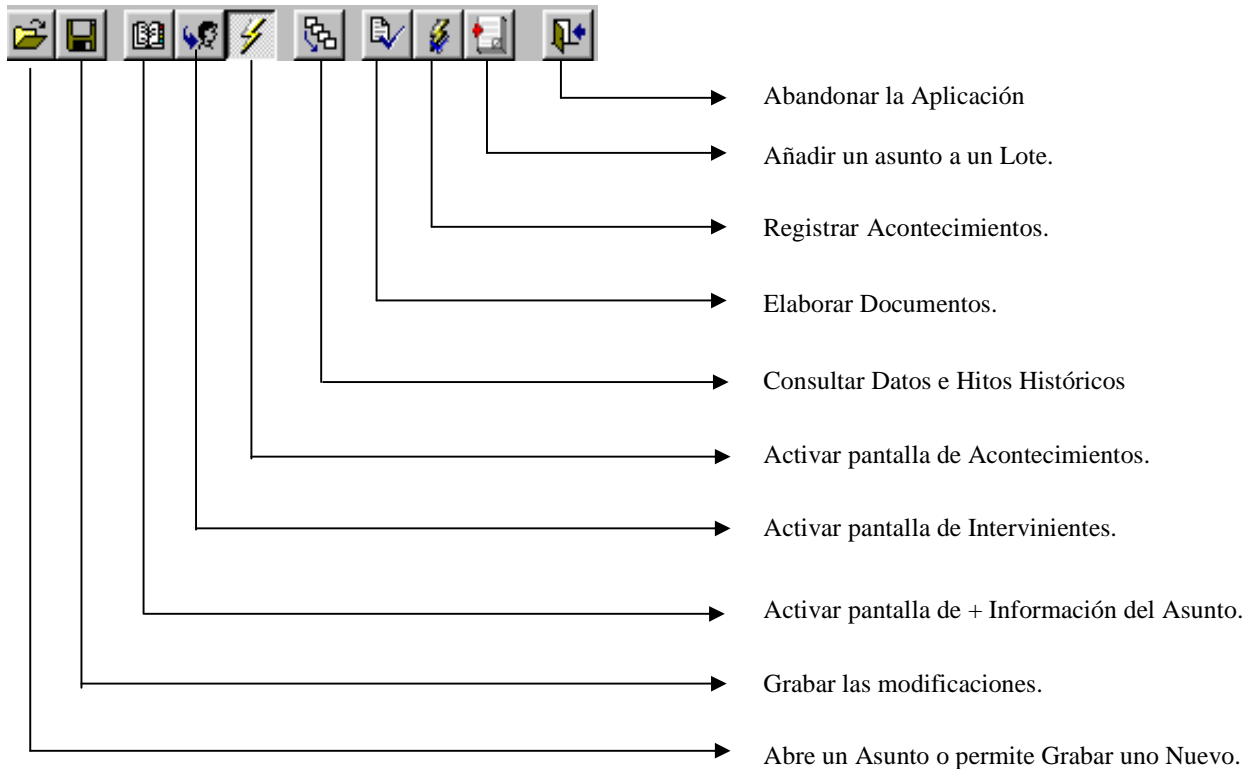 Abandonar la Aplicación
Añadir un asunto a un Lote.
Registrar Acontecimientos.
Elaborar Documentos.
Consultar Datos e Hitos Históricos
Activar pantalla de Acontecimientos.
Activar pantalla de Intervinientes.
Activar pantalla de + Información del Asunto.
Grabar las modificaciones.
Abre un Asunto o permite Grabar uno Nuevo.